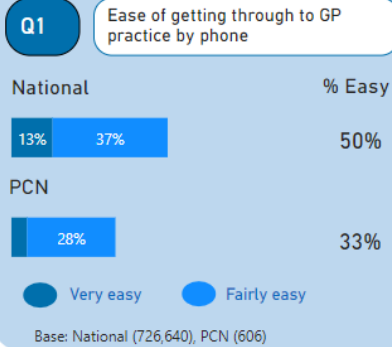 Q1
Ease of getting through to GP
practice by phone
National
% Easy
13%
37%
50%
PCN
28%
33%
Very easy
Fairly easy
Base: National (726,640), PCN (606)